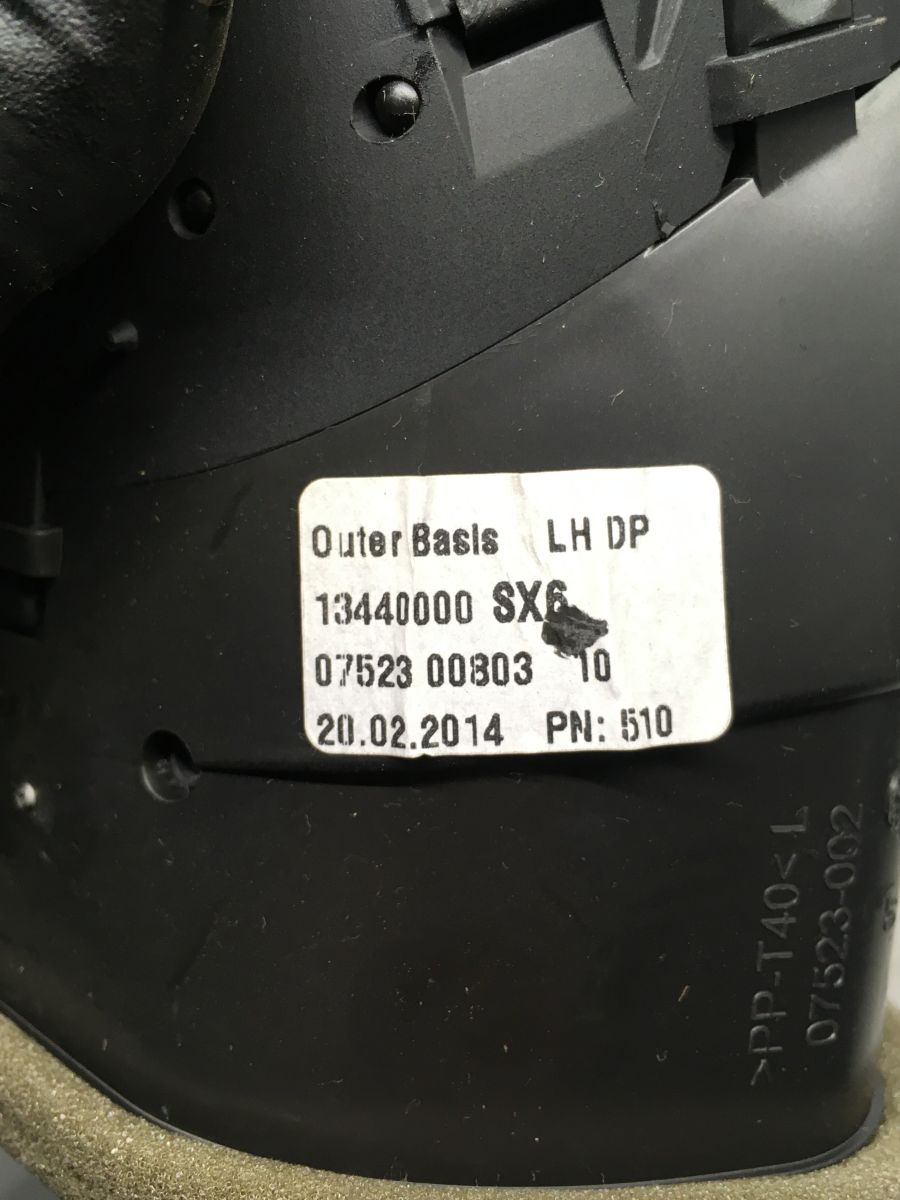 Outer Basis LH DP
13440000 SX6
07523 00803 10
20.02.2014 PN: 510
>PP-T40< L
07523-002